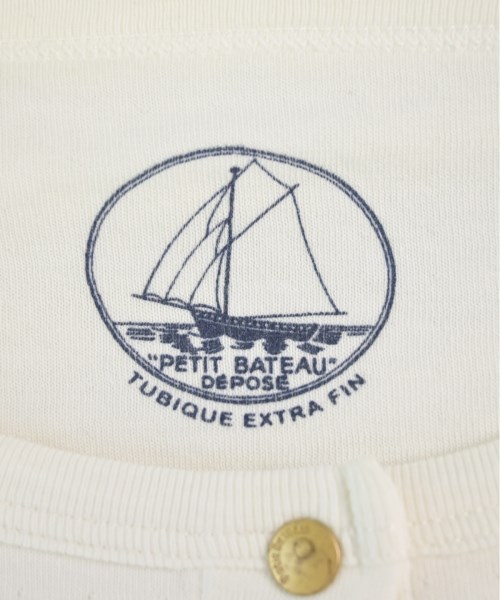 "PETIT BATEAU"
DÉPOSÉ
TUBIQUE EXTRA FIN